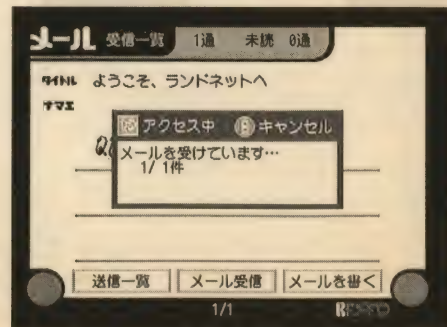 メール 受信一覧 1通 未読 0通
タイトル ようこそ、ランドネットへ
ナマエ
アクセス中 Bキャンセル
メールを受けています…
1/ 1件
送信一覧 メール受信 メールを書く
1/1